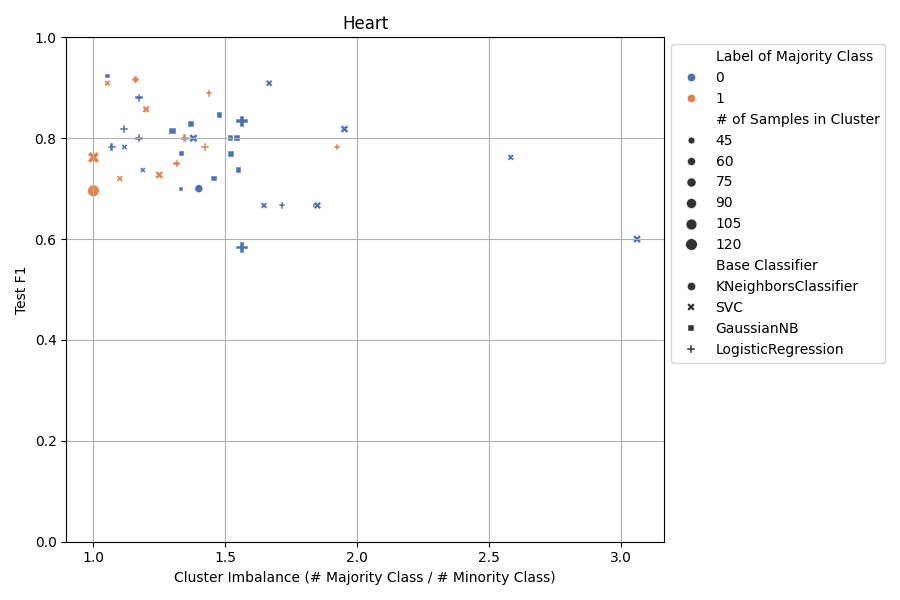 Heart
Test F1
1.0
0.8
0.6
0.4
0.2
0.0
1.0 1.5 2.0 2.5 3.0
Cluster Imbalance (# Majority Class / # Minority Class)
Label of Majority Class
0
1
# of Samples in Cluster
45
60
75
90
105
120
Base Classifier
KNeighborsClassifier
SVC
GaussianNB
LogisticRegression